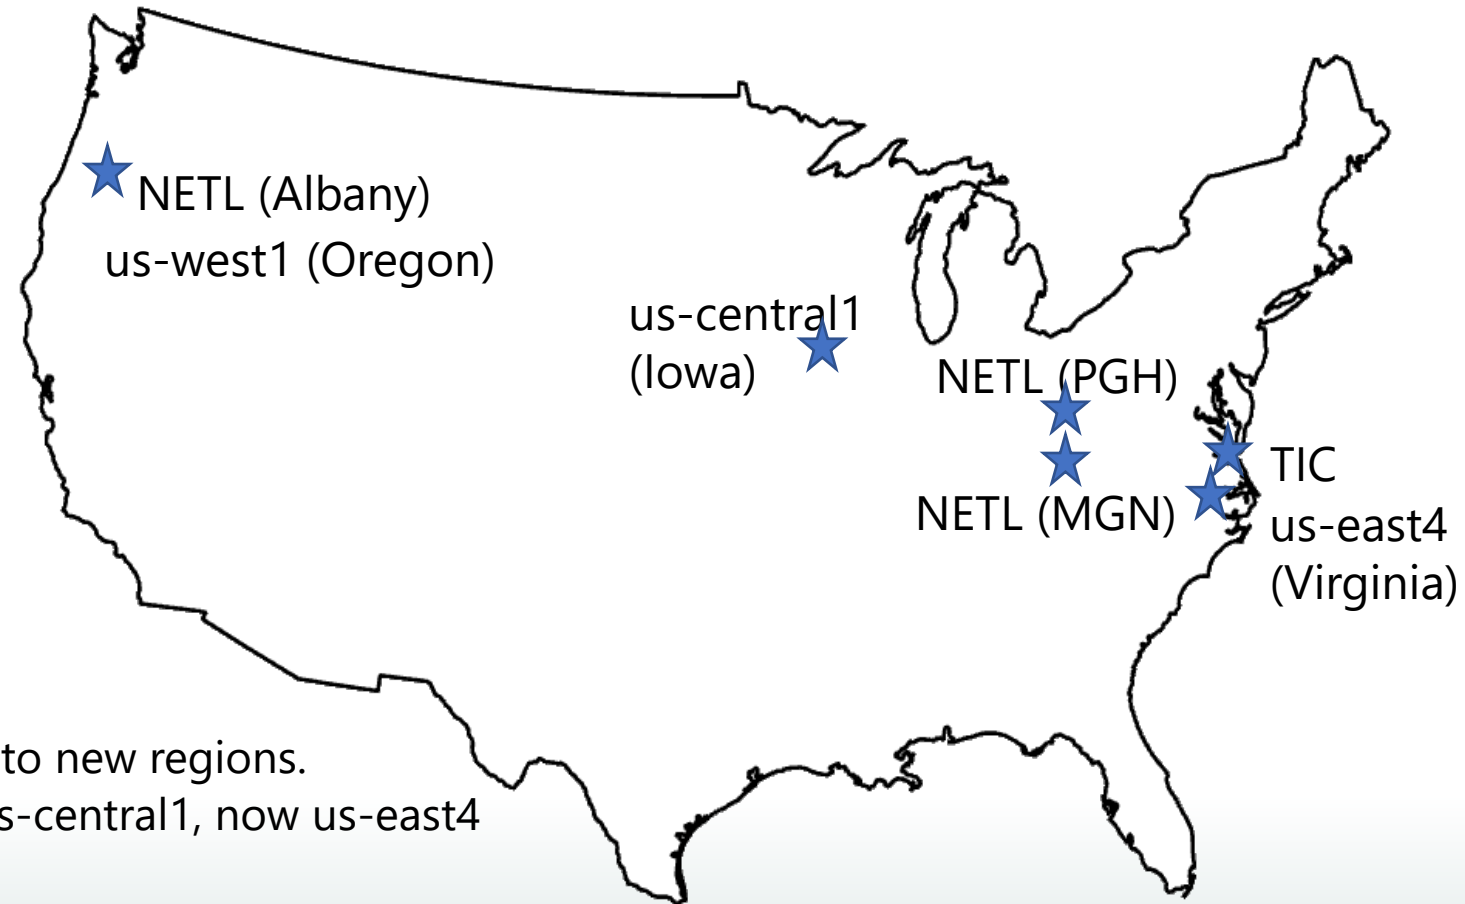 NETL (Albany)
us-west1 (Oregon)
us-central1
(Iowa)
NETL (PGH)
NETL (MGN)
TIC
us-east4
(Virginia)
to new regions.
s-central1, now us-east4